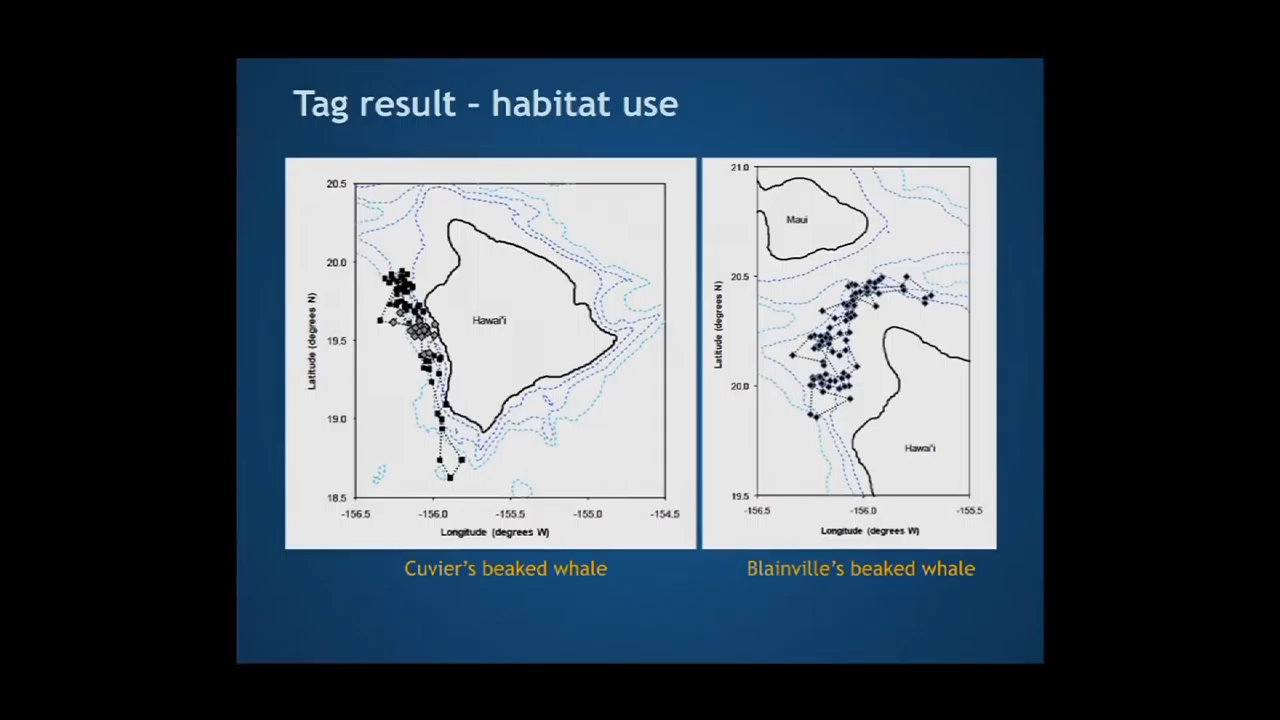 Tag result – habitat use
20.5
20.0
19.5
19.0
18.5
-156.5
-156.0
-155.5
-155.0
-154.5
Latitude (degrees N)
Longitude (degrees W)
Hawai'i
Cuvier's beaked whale
21.0
20.5
20.0
19.5
-156.5
-156.0
-155.5
Latitude (degrees N)
Longitude (degrees W)
Maui
Hawai'i
Blainville's beaked whale